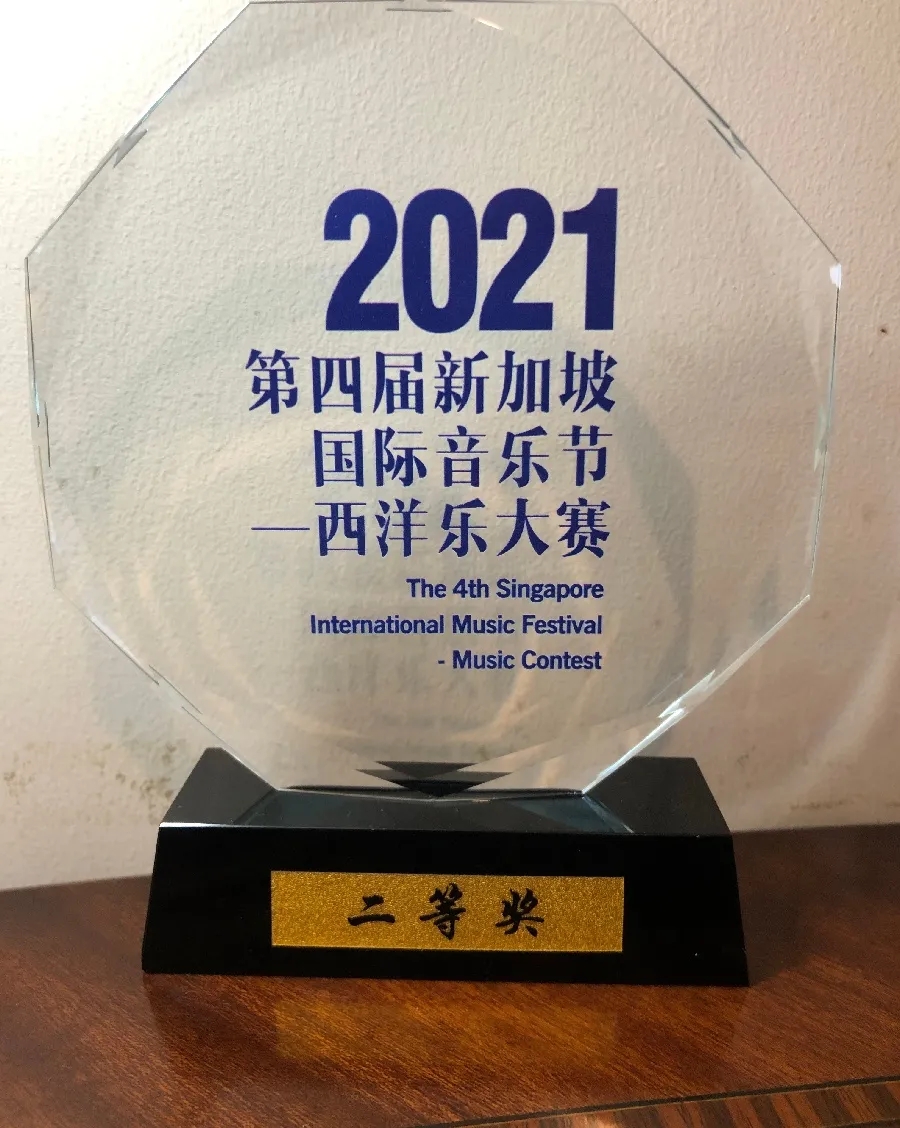 2021
第四届新加坡
国际音乐节
—西洋乐大赛
The 4th Singapore
International Music Festival
- Music Contest
二等奖